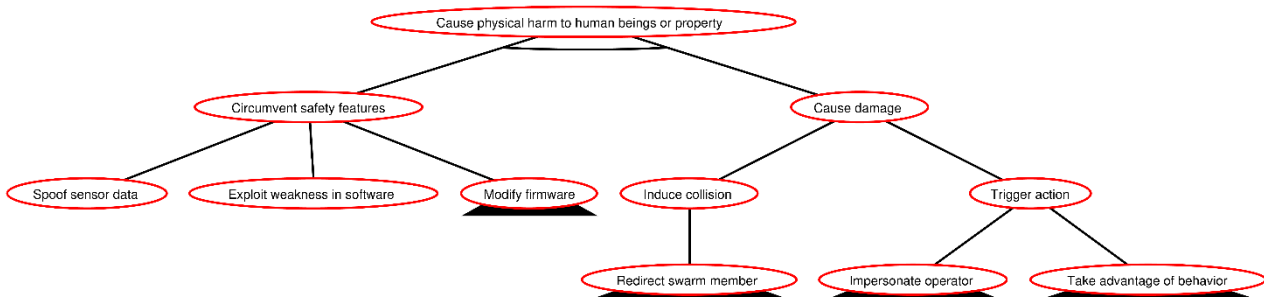 Cause physical harm to human beings or property
Circumvent safety features
Cause damage
Spoof sensor data
Exploit weakness in software
Modify firmware
Induce collision
Trigger action
Redirect swarm member
Impersonate operator
Take advantage of behavior